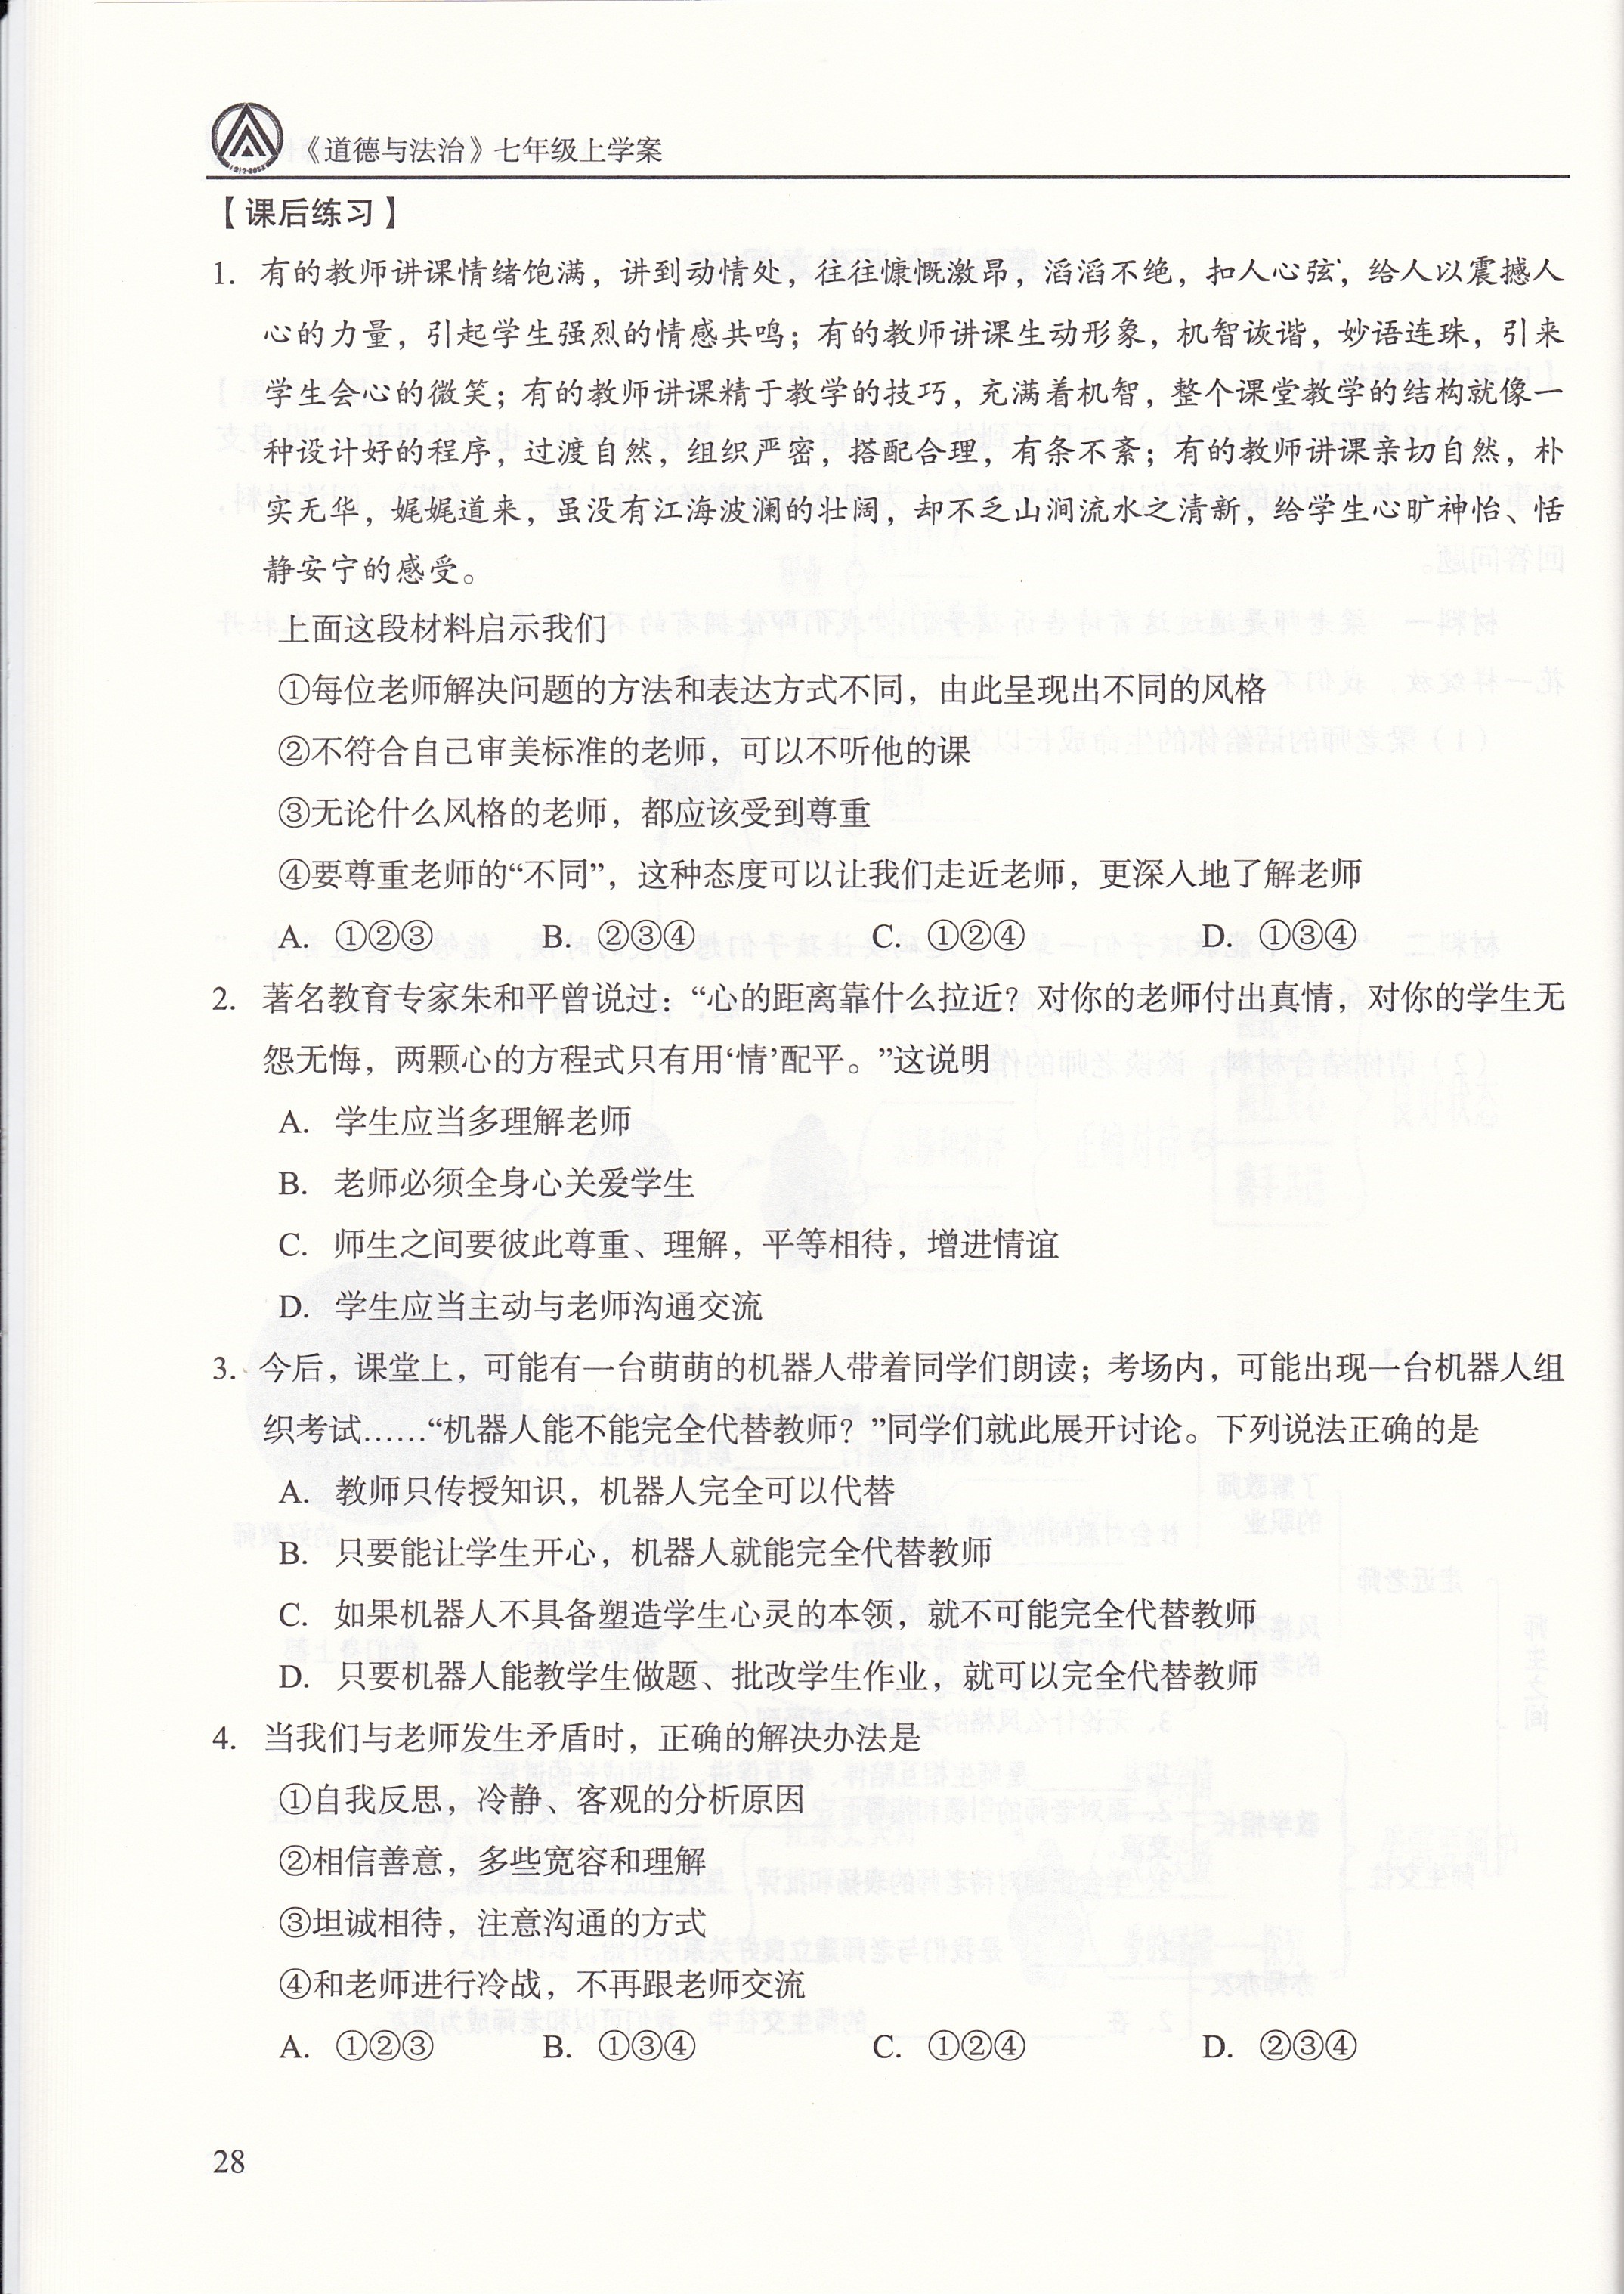 《道德与法治》七年级上学案
【课后练习】
1. 有的教师讲课情绪饱满，讲到动情处，往往慷慨激昂，滔滔不绝，扣人心弦，给人以震撼人
心的力量，引起学生强烈的情感共鸣；有的教师讲课生动形象，机智诙谐，妙语连珠，引来
学生会心的微笑；有的教师讲课精于教学的技巧，充满着机智，整个课堂教学的结构就像一
种设计好的程序，过渡自然，组织严密，搭配合理，有条不紊；有的教师讲课亲切自然，朴
实无华，娓娓道来，虽没有江海波澜的壮阔，却不乏山涧流水之清新，给学生心旷神怡、恬
静安宁的感受。
上面这段材料启示我们
①每位老师解决问题的方法和表达方式不同，由此呈现出不同的风格
②不符合自己审美标准的老师，可以不听他的课
③无论什么风格的老师，都应该受到尊重
④要尊重老师的“不同”，这种态度可以让我们走近老师，更深入地了解老师
A. ①②③ B. ②③④ C. ①②④ D. ①③④
2. 著名教育专家朱和平曾说过：“心的距离靠什么拉近？对你的老师付出真情，对你的学生无
怨无悔，两颗心的方程式只有用‘情’配平。”这说明
A. 学生应当多理解老师
B. 老师必须全身心关爱学生
C. 师生之间要彼此尊重、理解，平等相待，增进情谊
D. 学生应当主动与老师沟通交流
3. 今后，课堂上，可能有一台萌萌的机器人带着同学们朗读；考场内，可能出现一台机器人组
织考试……“机器人能不能完全代替教师？”同学们就此展开讨论。下列说法正确的是
A. 教师只传授知识，机器人完全可以代替
B. 只要能让学生开心，机器人就能完全代替教师
C. 如果机器人不具备塑造学生心灵的本领，就不可能完全代替教师
D. 只要机器人能教学生做题、批改学生作业，就可以完全代替教师
4. 当我们与老师发生矛盾时，正确的解决办法是
①自我反思，冷静、客观的分析原因
②相信善意，多些宽容和理解
③坦诚相待，注意沟通的方式
④和老师进行冷战，不再跟老师交流
A. ①②③ B. ①③④ C. ①②④ D. ②③④
28